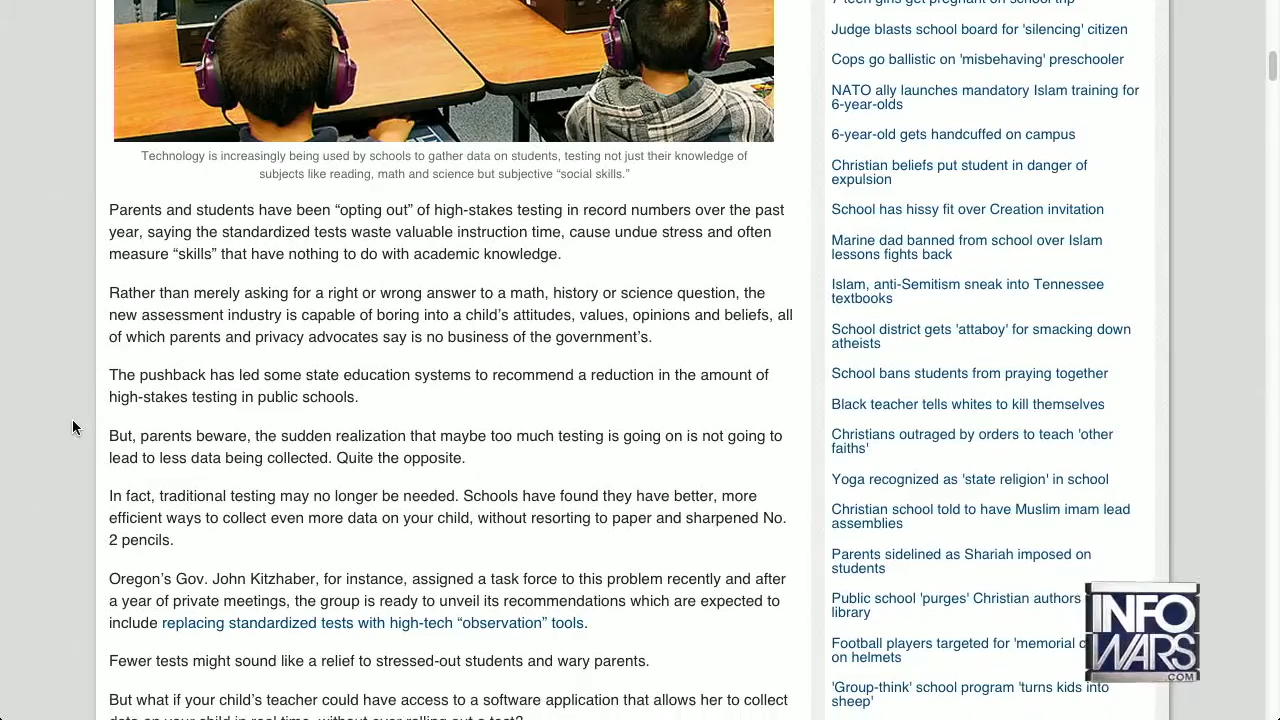 Technology is increasingly being used by schools to gather data on students, testing not just their knowledge of
subjects like reading, math and science but subjective “social skills.”
Parents and students have been “opting out” of high-stakes testing in record numbers over the past
year, saying the standardized tests waste valuable instruction time, cause undue stress and often
measure “skills” that have nothing to do with academic knowledge.
Rather than merely asking for a right or wrong answer to a math, history or science question, the
new assessment industry is capable of boring into a child’s attitudes, values, opinions and beliefs, all
of which parents and privacy advocates say is no business of the government’s.
The pushback has led some state education systems to recommend a reduction in the amount of
high-stakes testing in public schools.
But, parents beware, the sudden realization that maybe too much testing is going on is not going to
lead to less data being collected. Quite the opposite.
In fact, traditional testing may no longer be needed. Schools have found they have better, more
efficient ways to collect even more data on your child, without resorting to paper and sharpened No.
2 pencils.
Oregon’s Gov. John Kitzhaber, for instance, assigned a task force to this problem recently and after
a year of private meetings, the group is ready to unveil its recommendations which are expected to
include replacing standardized tests with high-tech “observation” tools.
Fewer tests might sound like a relief to stressed-out students and wary parents.
But what if your child’s teacher could have access to a software application that allows her to collect
data on your child in real time, without ever rolling out a test?
7 teen girls get pregnant on school trip
Judge blasts school board for 'silencing' citizen
Cops go ballistic on 'misbehaving' preschooler
NATO ally launches mandatory Islam training for
6-year-olds
6-year-old gets handcuffed on campus
Christian beliefs put student in danger of
expulsion
School has hissy fit over Creation invitation
Marine dad banned from school over Islam
lessons fights back
Islam, anti-Semitism sneak into Tennessee
textbooks
School district gets 'attaboy' for smacking down
atheists
School bans students from praying together
Black teacher tells whites to kill themselves
Christians outraged by orders to teach 'other
faiths'
Yoga recognized as 'state religion' in school
Christian school told to have Muslim imam lead
assemblies
Parents sidelined as Shariah imposed on
students
Public school 'purges' Christian authors
library
Football players targeted for 'memorial
on helmets
'Group-think' school program 'turns kids into
sheep'
INFO
WARS
.COM